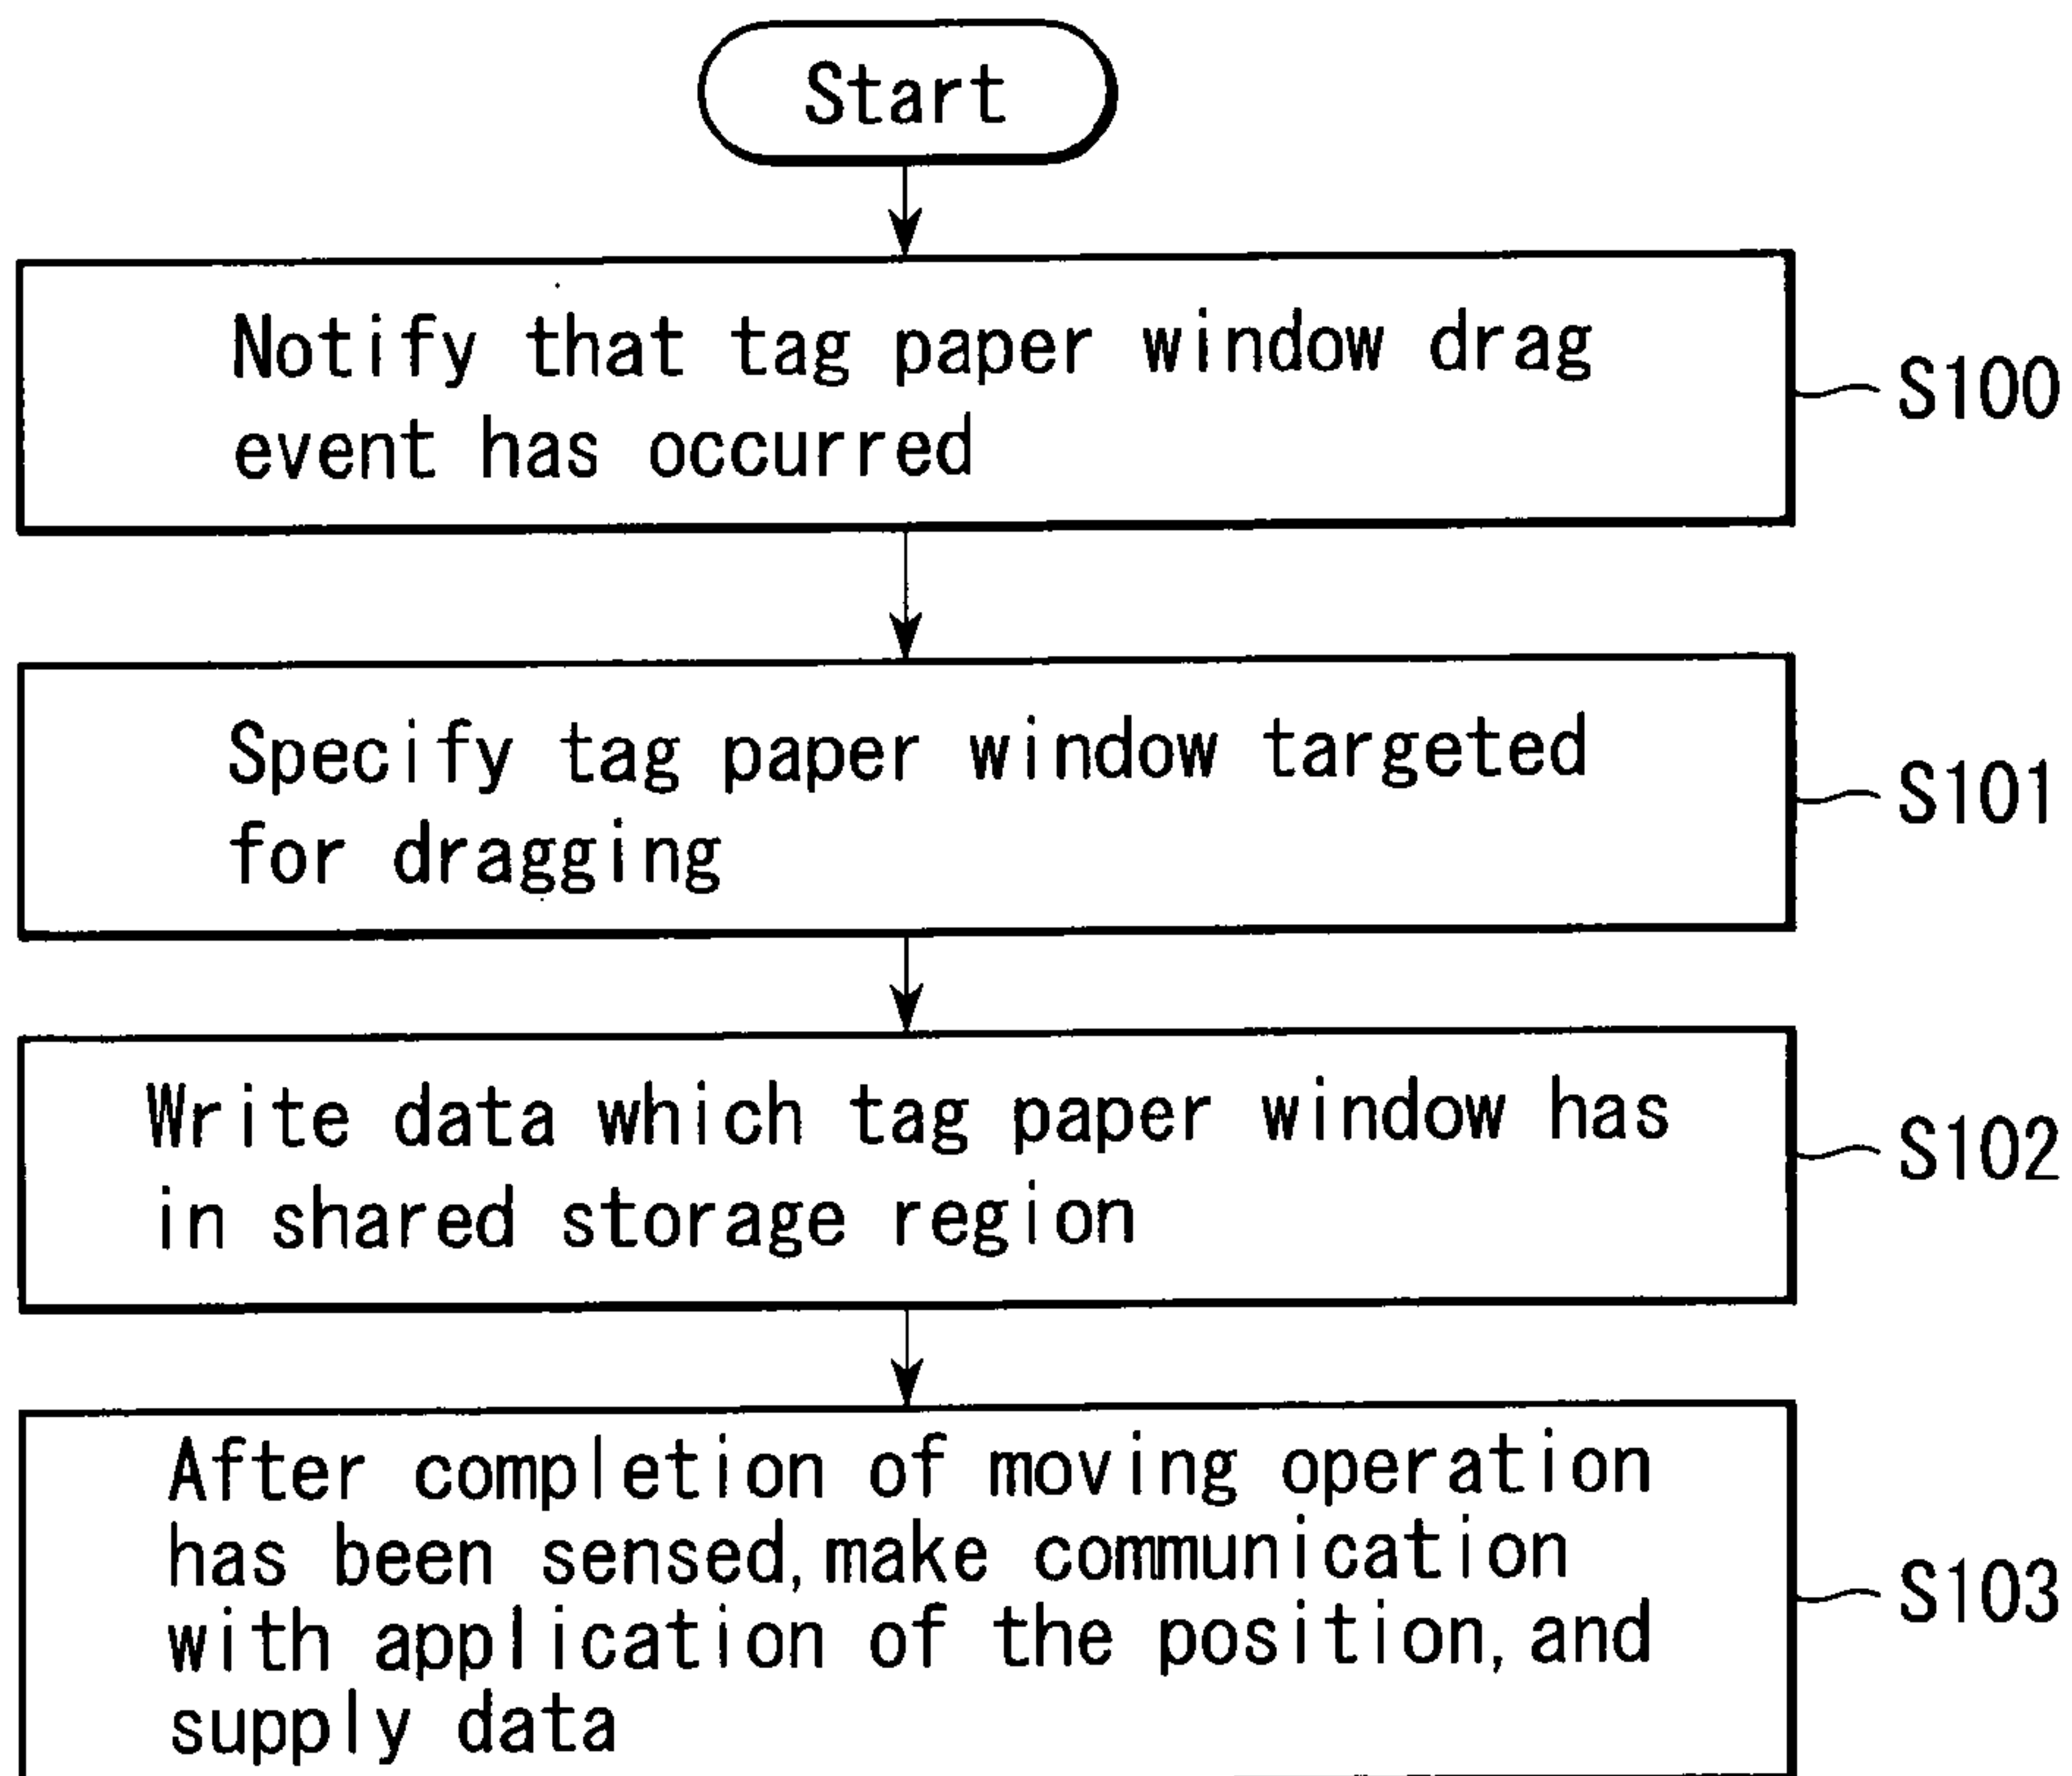 Start
Notify that tag paper window drag
event has occurred
S100
Specify tag paper window targeted
for dragging
S101
Write data which tag paper window has
in shared storage region
S102
After completion of moving operation
has been sensed, make communication
with application of the position, and
supply data
S103